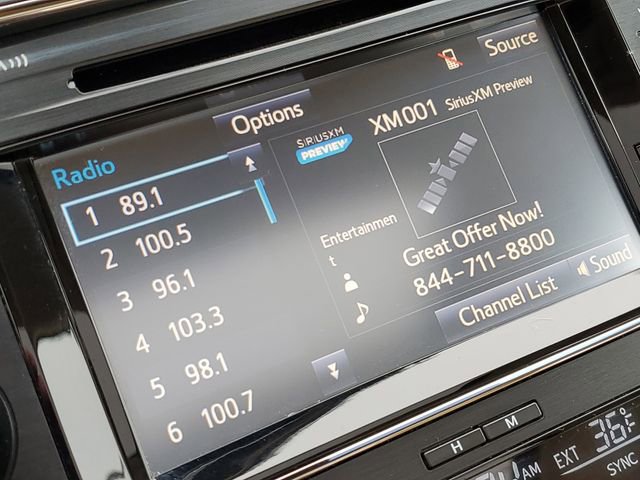 Source
Options
XM001 SiriusXM Preview
SIRIUSXM
PREVIEW
Radio
1 89.1
2 100.5
3 96.1
4 103.3
5 98.1
6 100.7
Entertainmen
t
Great Offer Now!
844-711-8800
Channel List
Sound
H
M
AM
EXT 36°F
SYNC